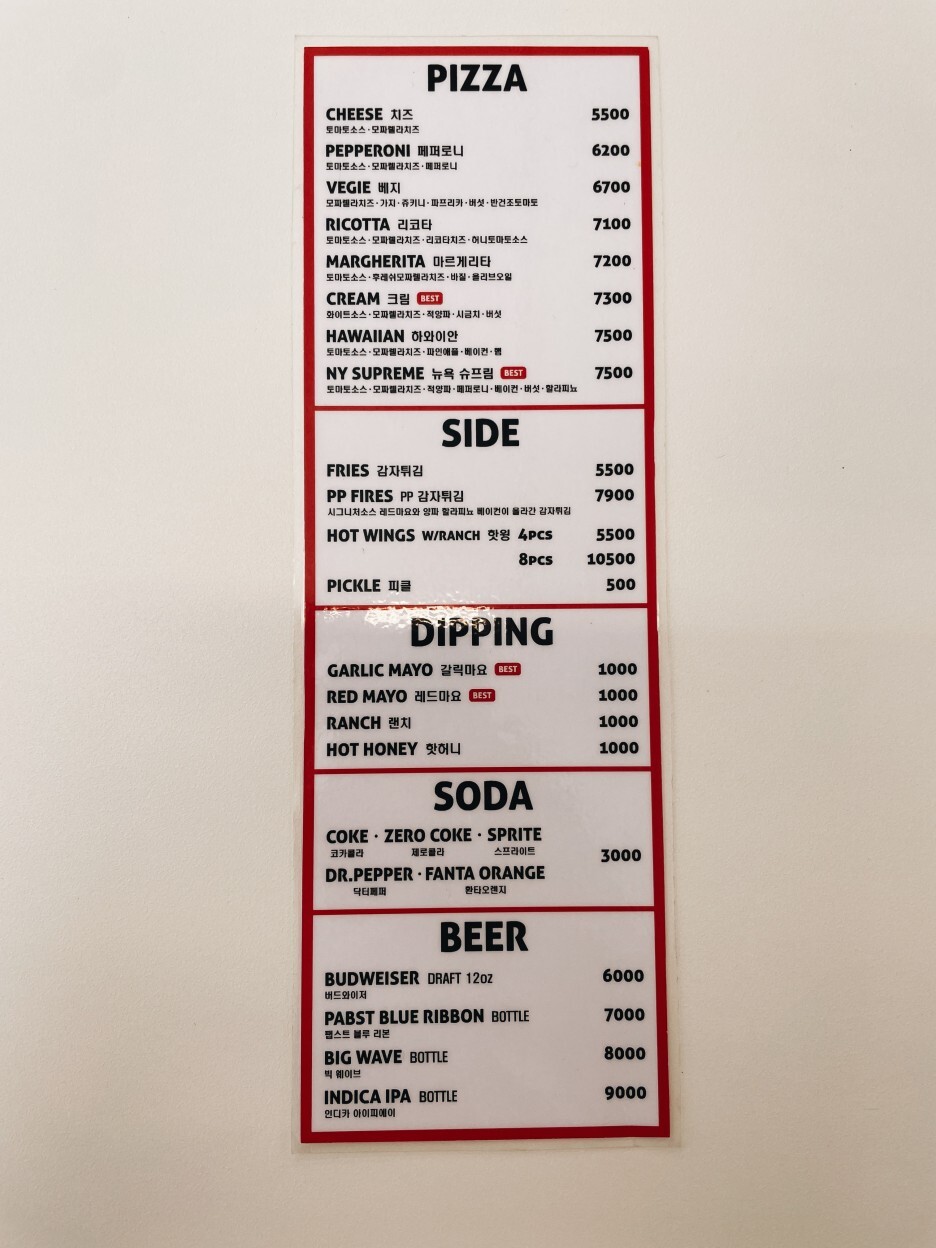 PIZZA
CHEESE 치즈 5500
토마토소스·모짜렐라치즈
PEPPERONI 페퍼로니 6200
토마토소스·모짜렐라치즈·페퍼로니
VEGIE 베지 6700
모짜렐라치즈·가지·쥬키니·파프리카·버섯·반건조토마토
RICOTTA 리코타 7100
토마토소스·모짜렐라치즈·리코타치즈·허니토마토소스
MARGHERITA 마르게리타 7200
토마토소스·후레쉬모짜렐라치즈·바질·올리브오일
CREAM 크림 BEST 7300
화이트소스·모짜렐라치즈·적양파·시금치·버섯
HAWAIIAN 하와이안 7500
토마토소스·모짜렐라치즈·파인애플·베이컨·햄
NY SUPREME 뉴욕 슈프림 BEST 7500
토마토소스·모짜렐라치즈·적양파·페퍼로니·베이컨·버섯·할라피뇨
SIDE
FRIES 감자튀김 5500
PP FIRES PP 감자튀김 7900
시그니처소스 레드마요와 양파 할라피뇨 베이컨이 올라간 감자튀김
HOT WINGS W/RANCH 핫윙 4PCS 5500
8PCS 10500
PICKLE 피클 500
DIPPING
GARLIC MAYO 갈릭마요 BEST 1000
RED MAYO 레드마요 BEST 1000
RANCH 랜치 1000
HOT HONEY 핫허니 1000
SODA
COKE · ZERO COKE · SPRITE
코카콜라 제로콜라 스프라이트
3000
DR.PEPPER · FANTA ORANGE
닥터페퍼 환타오렌지
BEER
BUDWEISER DRAFT 12oz 6000
버드와이저
PABST BLUE RIBBON BOTTLE 7000
팹스트 블루 리본
BIG WAVE BOTTLE 8000
빅 웨이브
INDICA IPA BOTTLE 9000
인디카 아이피에이